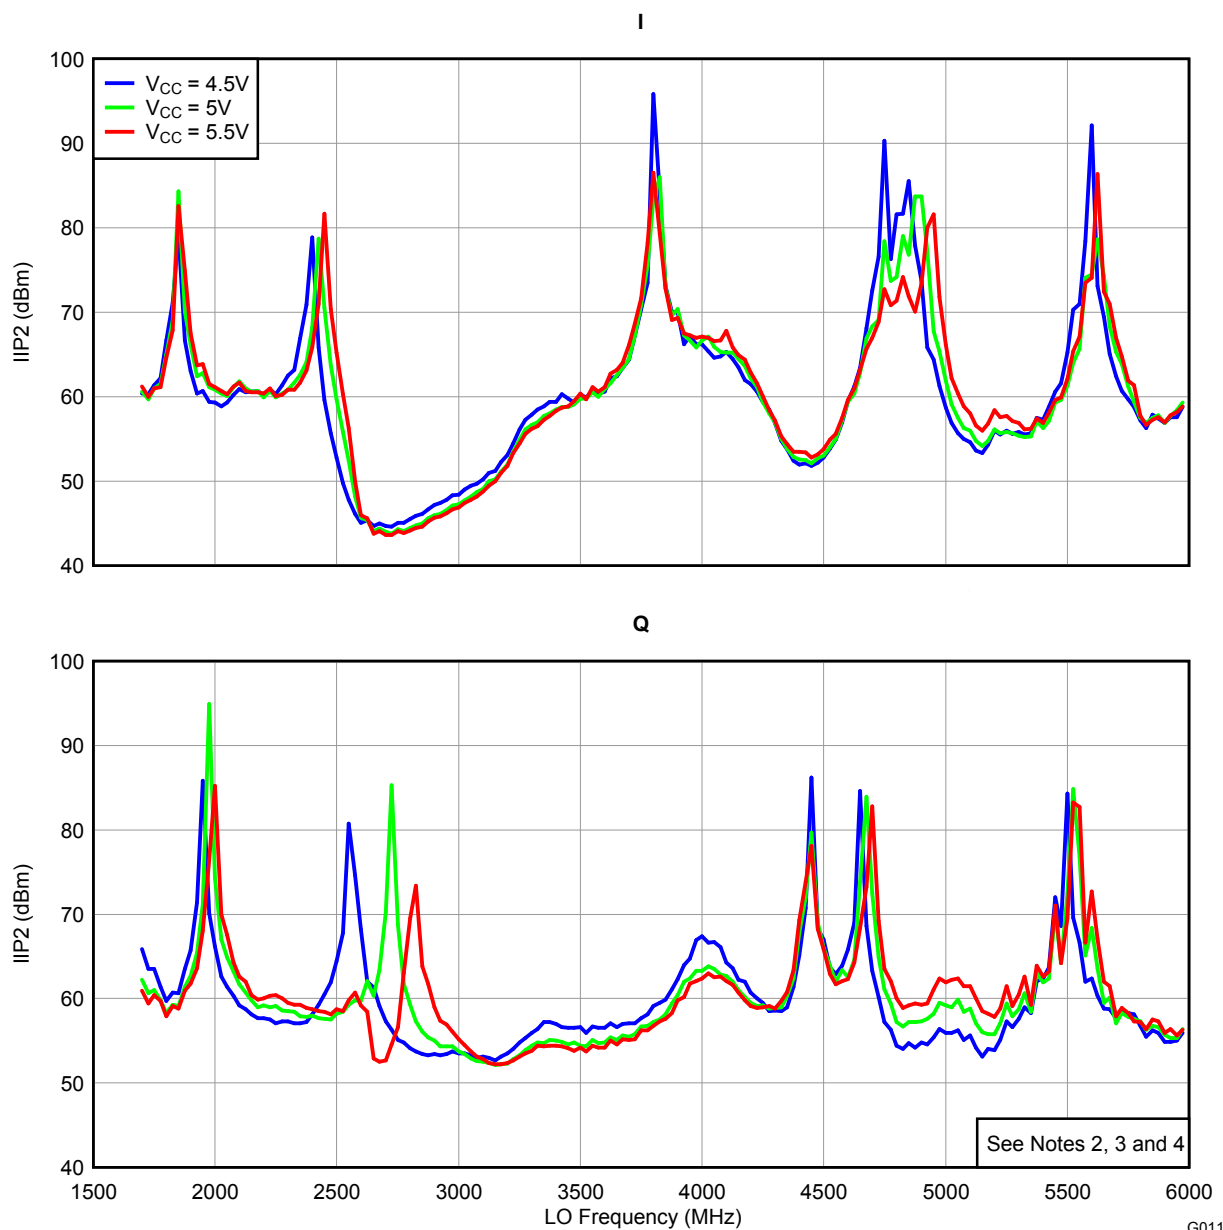 I
100
90
80
70
60
50
40
IIP2 (dBm)
VCC = 4.5V
VCC = 5V
VCC = 5.5V
Q
100
90
80
70
60
50
40
IIP2 (dBm)
See Notes 2, 3 and 4
1500 2000 2500 3000 3500 4000 4500 5000 5500 6000
LO Frequency (MHz)
G011